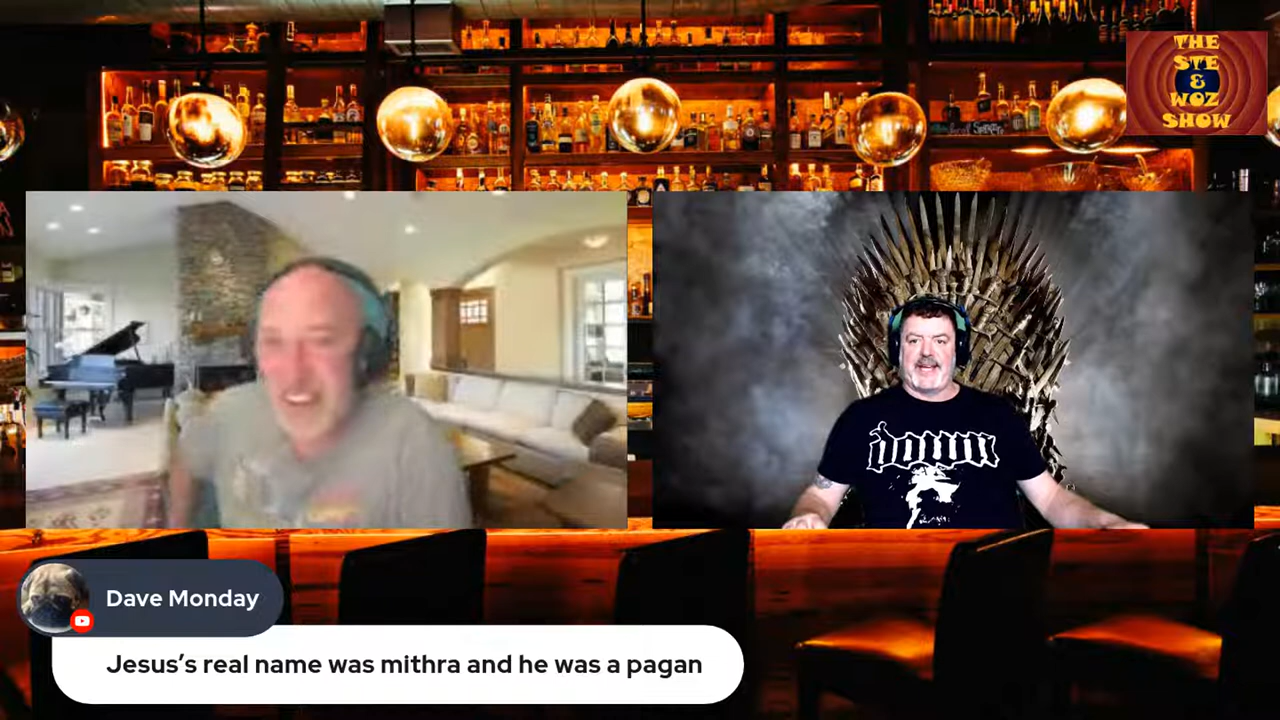 THE
STE
&
WOZ
SHOW
down
Dave Monday
Jesus's real name was mithra and he was a pagan